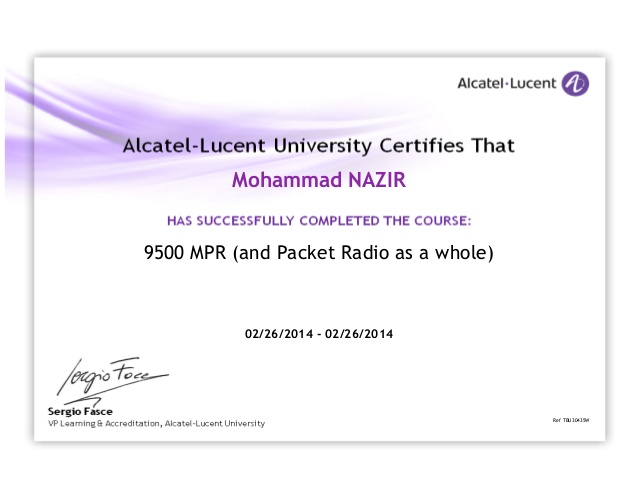 Alcatel·Lucent
Alcatel-Lucent University Certifies That
Mohammad NAZIR
HAS SUCCESSFULLY COMPLETED THE COURSE:
9500 MPR (and Packet Radio as a whole)
02/26/2014 - 02/26/2014
Sergio Fasce
Sergio Fasce
VP Learning & Accreditation, Alcatel-Lucent University
Ref